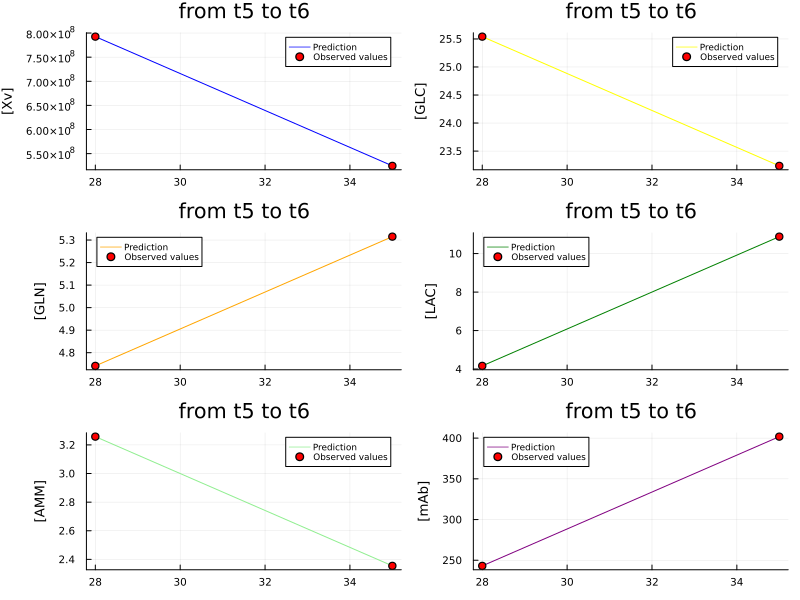 from t5 to t6
[Xv]
8.00×10⁸
7.50×10⁸
7.00×10⁸
6.50×10⁸
6.00×10⁸
5.50×10⁸
28 30 32 34
Prediction
Observed values
from t5 to t6
[GLC]
25.5
25.0
24.5
24.0
23.5
28 30 32 34
Prediction
Observed values
from t5 to t6
[GLN]
5.3
5.2
5.1
5.0
4.9
4.8
28 30 32 34
Prediction
Observed values
from t5 to t6
[LAC]
10
8
6
4
28 30 32 34
Prediction
Observed values
from t5 to t6
[AMM]
3.2
3.0
2.8
2.6
2.4
28 30 32 34
Prediction
Observed values
from t5 to t6
[mAb]
400
350
300
250
28 30 32 34
Prediction
Observed values